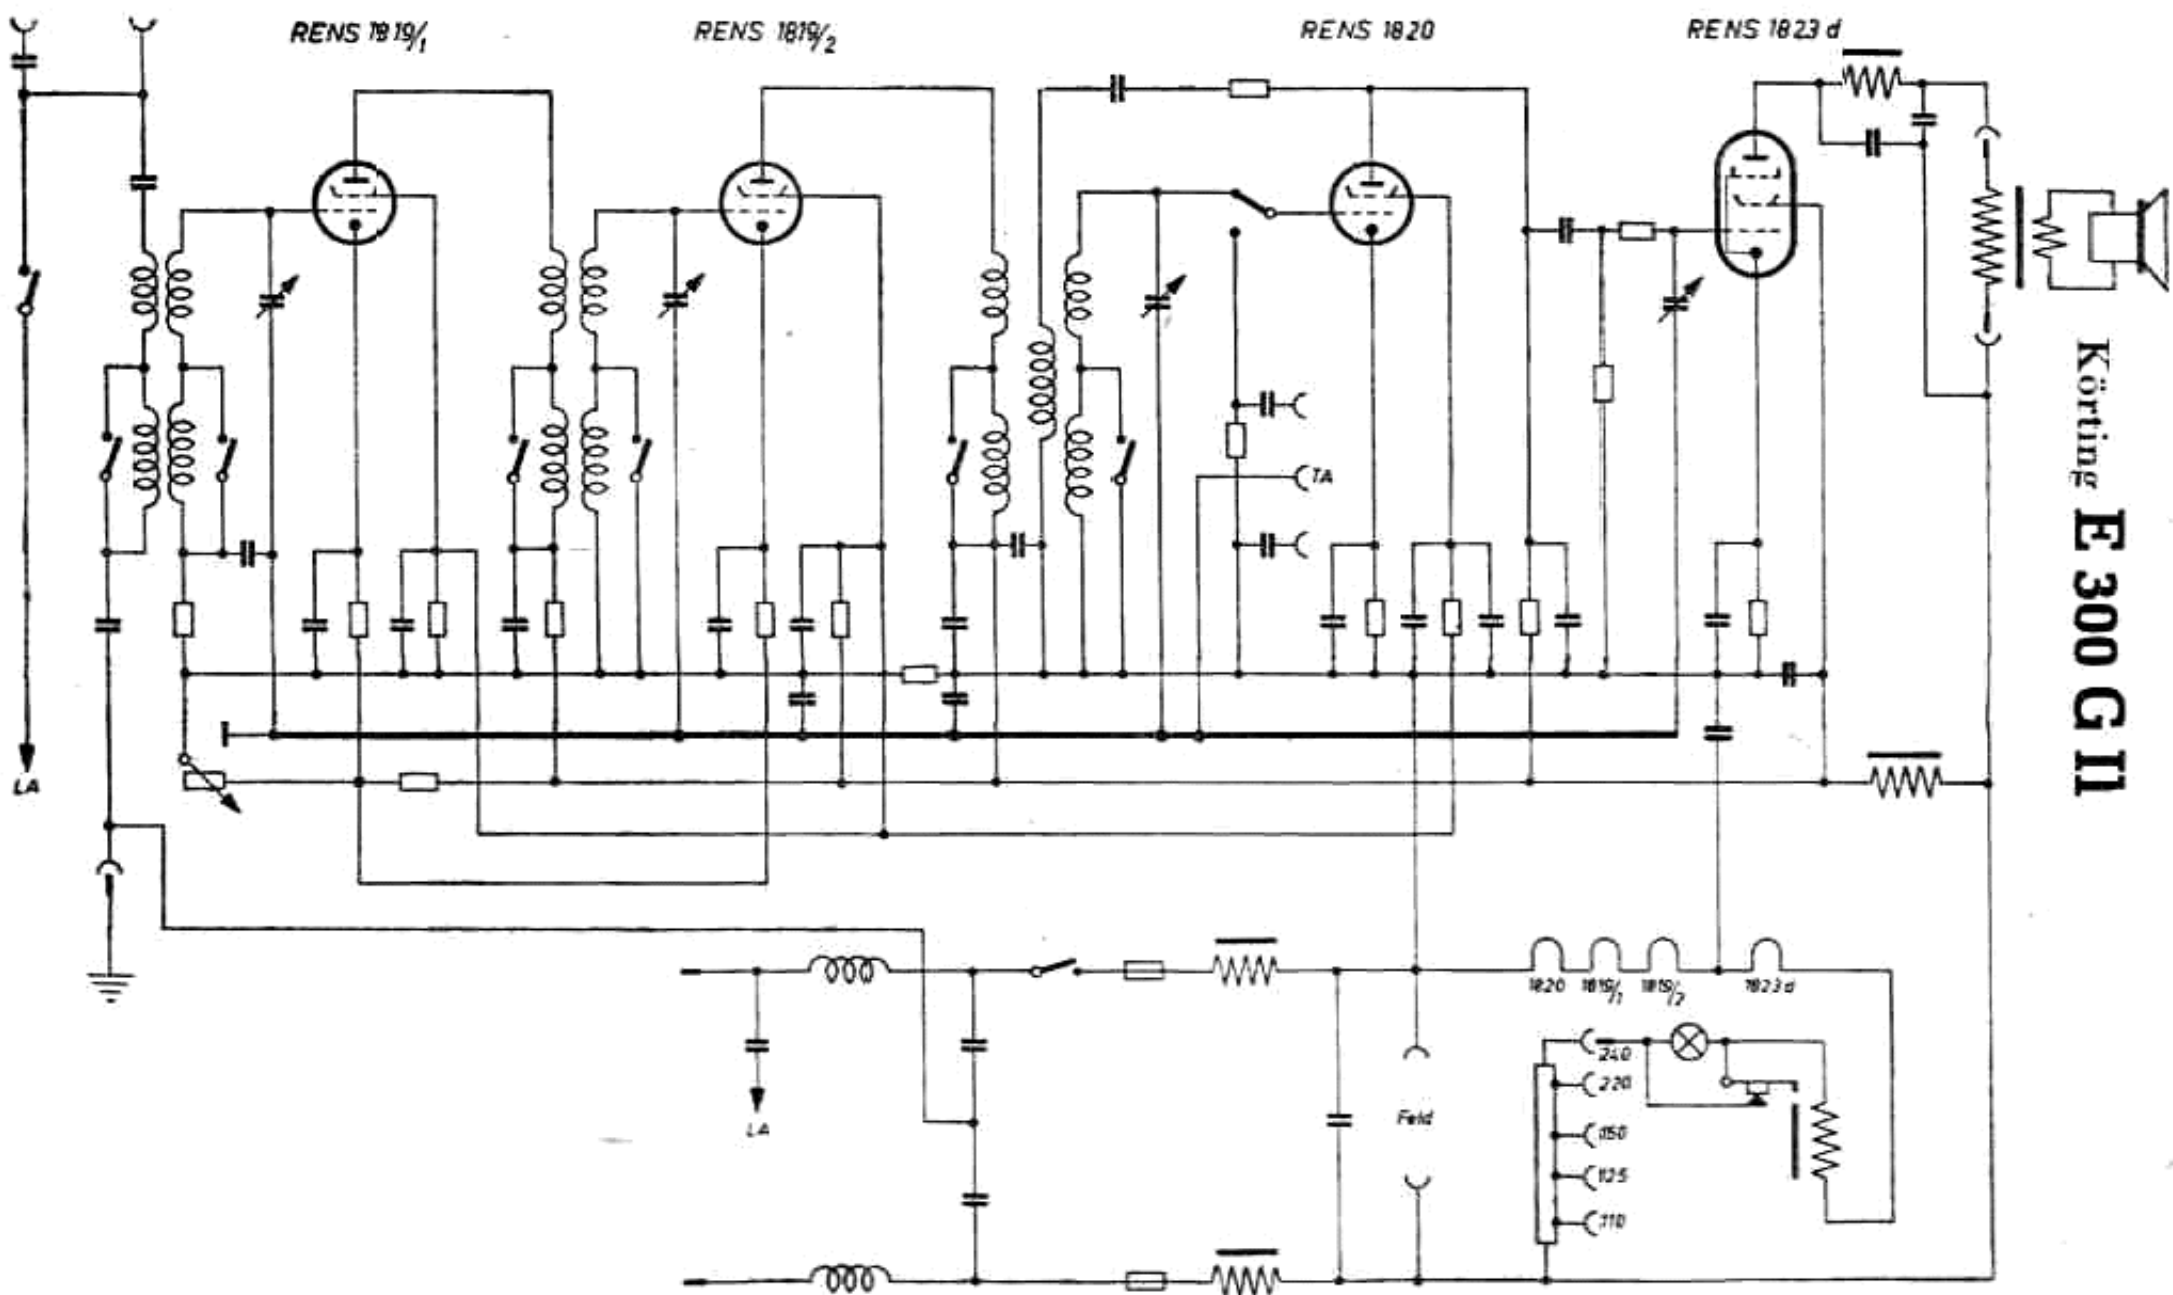 RENS 1819/1
RENS 1819/2
RENS 1820
RENS 1823 d
TA
Körting E 300 G II
LA
1820
1819/1
1819/2
1823 d
240
220
150
125
110
Feld
LA